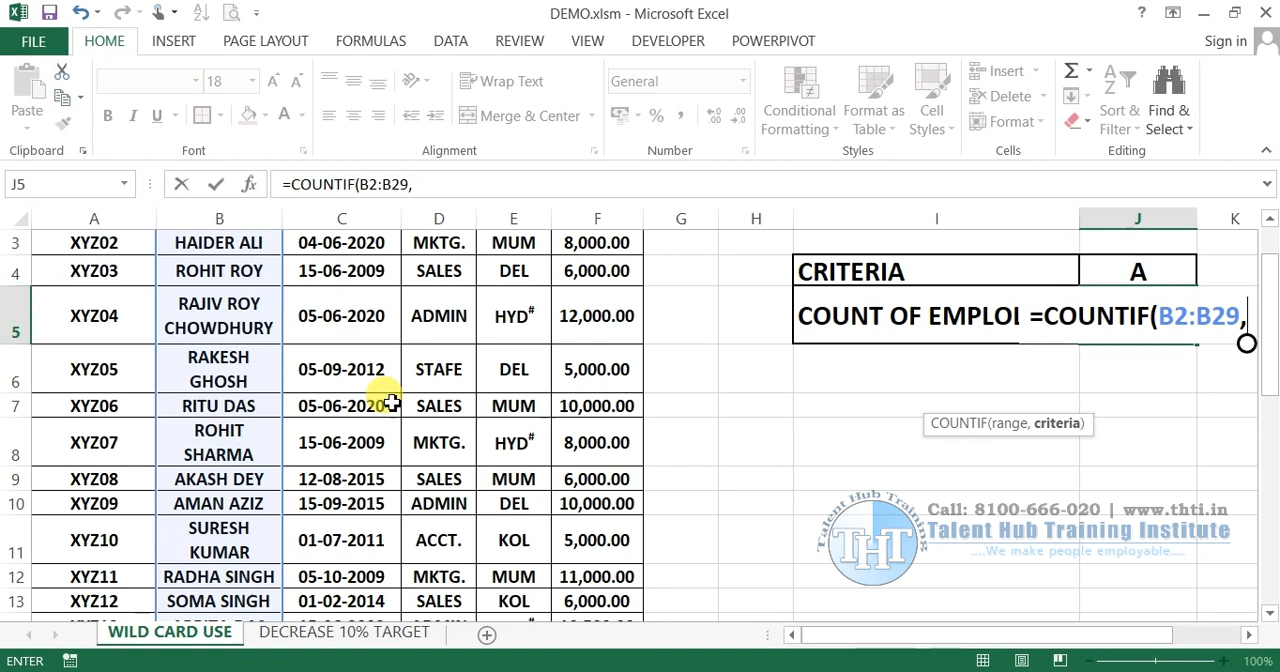 DEMO.xlsm - Microsoft Excel
?
FILE HOME INSERT PAGE LAYOUT FORMULAS DATA REVIEW VIEW DEVELOPER POWERPIVOT Sign in
Paste
18
B I U A
Wrap Text
Merge & Center
General
%
Conditional Formatting
Format as Table
Cell Styles
Insert
Delete
Format
Sort & Filter
Find & Select
Clipboard Font Alignment Number Styles Cells Editing
J5 fx =COUNTIF(B2:B29,
A B C D E F G H I J K
3 XYZ02 HAIDER ALI 04-06-2020 MKTG. MUM 8,000.00
4 XYZ03 ROHIT ROY 15-06-2009 SALES DEL 6,000.00 CRITERIA A
5 XYZ04 RAJIV ROY CHOWDHURY 05-06-2020 ADMIN HYD# 12,000.00 COUNT OF EMPLO =COUNTIF(B2:B29,
6 XYZ05 RAKESH GHOSH 05-09-2012 STAFE DEL 5,000.00
7 XYZ06 RITU DAS 05-06-2020 SALES MUM 10,000.00
COUNTIF(range, criteria)
8 XYZ07 ROHIT SHARMA 15-06-2009 MKTG. HYD# 8,000.00
9 XYZ08 AKASH DEY 12-08-2015 SALES MUM 6,000.00
10 XYZ09 AMAN AZIZ 15-09-2015 ADMIN DEL 10,000.00
11 XYZ10 SURESH KUMAR 01-07-2011 ACCT. KOL 5,000.00
12 XYZ11 RADHA SINGH 05-10-2009 MKTG. MUM 11,000.00
13 XYZ12 SOMA SINGH 01-02-2014 SALES KOL 6,000.00
Talent Hub Training Institute
THT
Call: 8100-666-020 | www.thti.in
Talent Hub Training Institute
....We make people employable....
WILD CARD USE DECREASE 10% TARGET
ENTER 100%